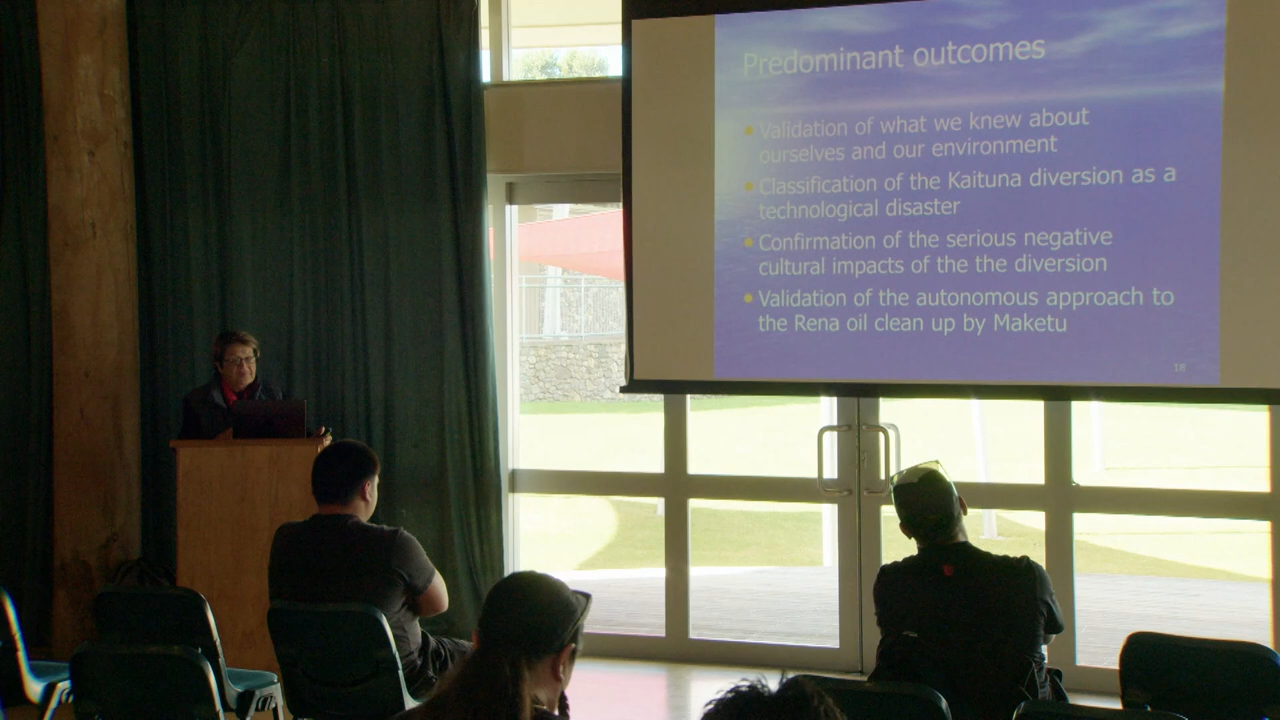 Predominant outcomes
• Validation of what we knew about
ourselves and our environment
• Classification of the Kaituna diversion as a
technological disaster
• Confirmation of the serious negative
cultural impacts of the the diversion
• Validation of the autonomous approach to
the Rena oil clean up by Maketu